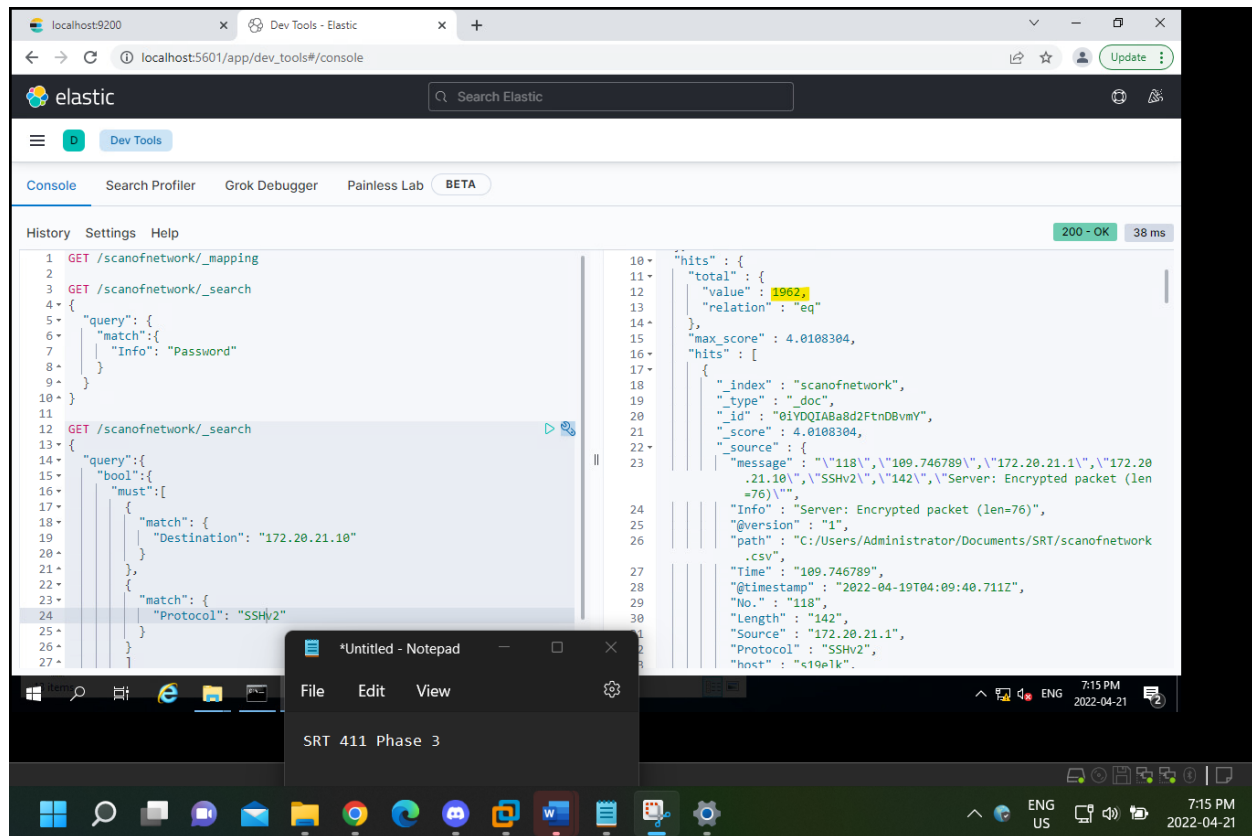 localhost:9200
Dev Tools - Elastic
localhost:5601/app/dev_tools#/console
Update
elastic
Search Elastic
D
Dev Tools
Console Search Profiler Grok Debugger Painless Lab BETA
History Settings Help
200 - OK 38 ms
1 GET /scanofnetwork/_mapping
2
3 GET /scanofnetwork/_search
4 {
5 "query": {
6 "match":{
7 "Info": "Password"
8 }
9 }
10 }
11
12 GET /scanofnetwork/_search
13 {
14 "query":{
15 "bool":{
16 "must":[
17 {
18 "match": {
19 "Destination": "172.20.21.10"
20 }
21 },
22 {
23 "match": {
24 "Protocol": "SSHv2"
25 }
26 }
27 ]
10 "hits" : {
11 "total" : {
12 "value" : 1962,
13 "relation" : "eq"
14 },
15 "max_score" : 4.0108304,
16 "hits" : [
17 {
18 "_index" : "scanofnetwork",
19 "_type" : "_doc",
20 "_id" : "0iYDQIABa8d2FtnDBvmY",
21 "_score" : 4.0108304,
22 "_source" : {
23 "message" : "\"118\",\"109.746789\",\"172.20.21.1\",\"172.20
.21.10\",\"SSHv2\",\"142\",\"Server: Encrypted packet (len
=76)\"",
24 "Info" : "Server: Encrypted packet (len=76)",
25 "@version" : "1",
26 "path" : "C:/Users/Administrator/Documents/SRT/scanofnetwork
.csv",
27 "Time" : "109.746789",
28 "@timestamp" : "2022-04-19T04:09:40.711Z",
29 "No." : "118",
30 "Length" : "142",
1 "Source" : "172.20.21.1",
2 "Protocol" : "SSHv2",
3 "host" : "s19elk",
*Untitled - Notepad
File Edit View
SRT 411 Phase 3
items
ENG
7:15 PM
2022-04-21
2
ENG
US
7:15 PM
2022-04-21